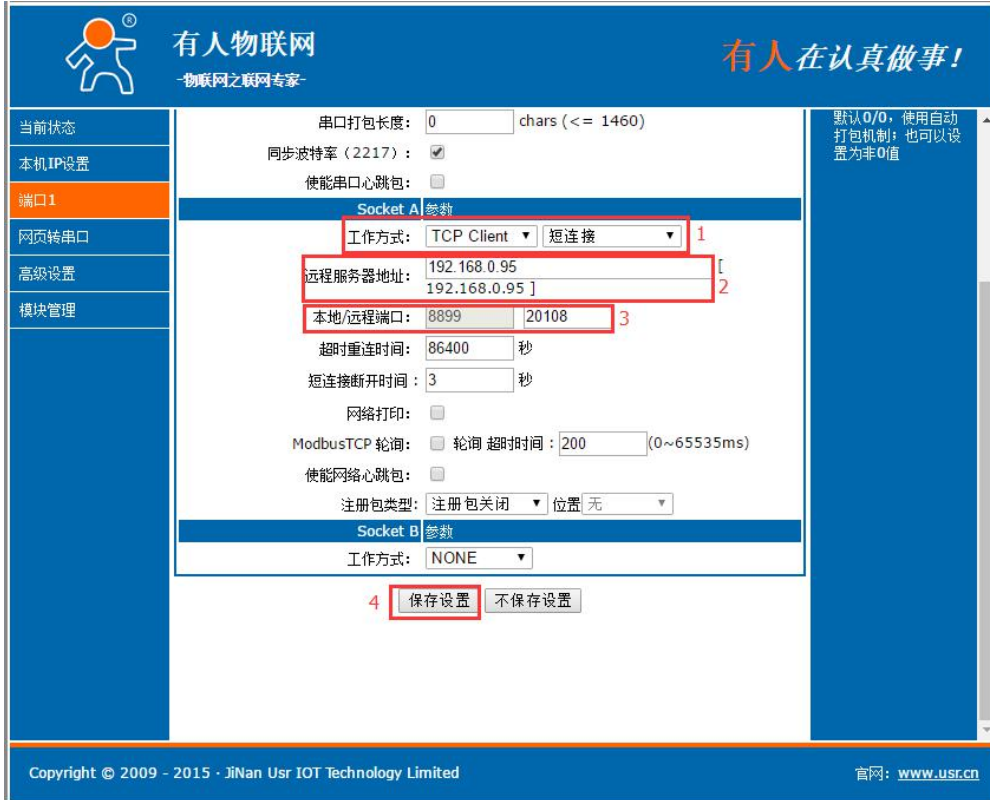 ®
有人物联网
-物联网之联网专家-
有人在认真做事！
当前状态
本机IP设置
端口1
网页转串口
高级设置
模块管理
串口打包长度： 0 chars (<= 1460)
同步波特率（2217）：
使能串口心跳包：
Socket A 参数
工作方式： TCP Client 短连接 1
远程服务器地址： 192.168.0.95 [
192.168.0.95 ] 2
本地/远程端口： 8899 20108 3
超时重连时间： 86400 秒
短连接断开时间： 3 秒
网络打印：
ModbusTCP 轮询： 轮询 超时时间：200 (0~65535ms)
使能网络心跳包：
注册包类型： 注册包关闭 位置 无
Socket B 参数
工作方式： NONE
4 保存设置 不保存设置
默认0/0，使用自动
打包机制；也可以设
置为非0值
Copyright © 2009 - 2015 · JiNan Usr IOT Technology Limited
官网：www.usr.cn